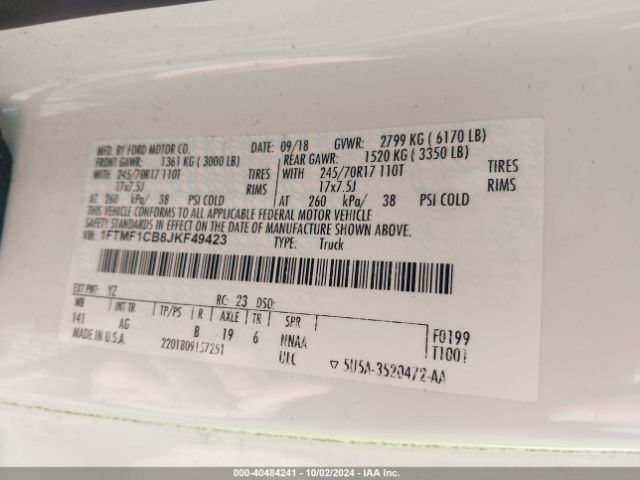 MFD. BY FORD MOTOR CO. DATE: 09/18 GVWR: 2799 KG ( 6170 LB)
FRONT GAWR: 1361 KG ( 3000 LB) REAR GAWR: 1520 KG ( 3350 LB)
WITH 245/70R17 110T TIRES WITH 245/70R17 110T TIRES
17x7.5J RIMS 17x7.5J RIMS
AT 260 kPa/ 38 PSI COLD AT 260 kPa/ 38 PSI COLD
THIS VEHICLE CONFORMS TO ALL APPLICABLE FEDERAL MOTOR VEHICLE
SAFETY STANDARDS IN EFFECT ON THE DATE OF MANUFACTURE SHOWN ABOVE.
VIN: 1FTMF1CB8JKF49423 TYPE: Truck
EXT PNT: YZ RC: 23 DSO:
WB INT TR TP/PS R AXLE TR SPR
141 AG B 19 6 NNAA F0199
MADE IN U.S.A. 2201809157251 ULC ▽ 5U5A-3520472-AA T1001
000-40484241 - 10/02/2024 - IAA Inc.